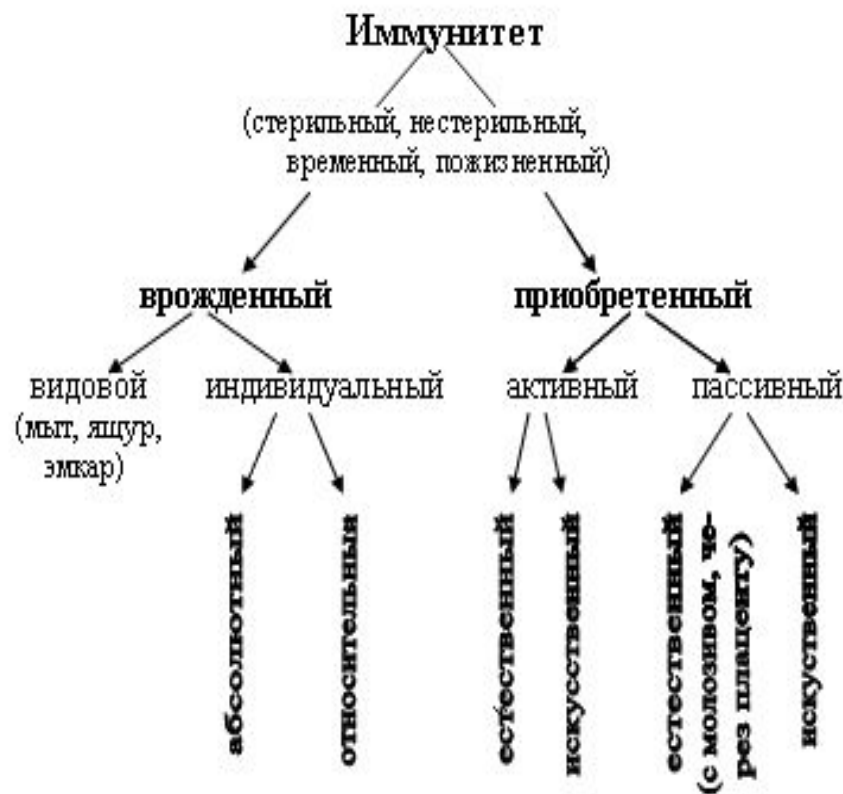 Иммунитет
(стерильный, нестерильный,
временный, пожизненный)
врожденный
приобретенный
видовой
(мыт, ящур,
эмкар)
индивидуальный
активный
пассивный
абсолютный
относительный
естественный
искусственный
естественный
(с молозивом, че-
рез плаценту)
искуственный